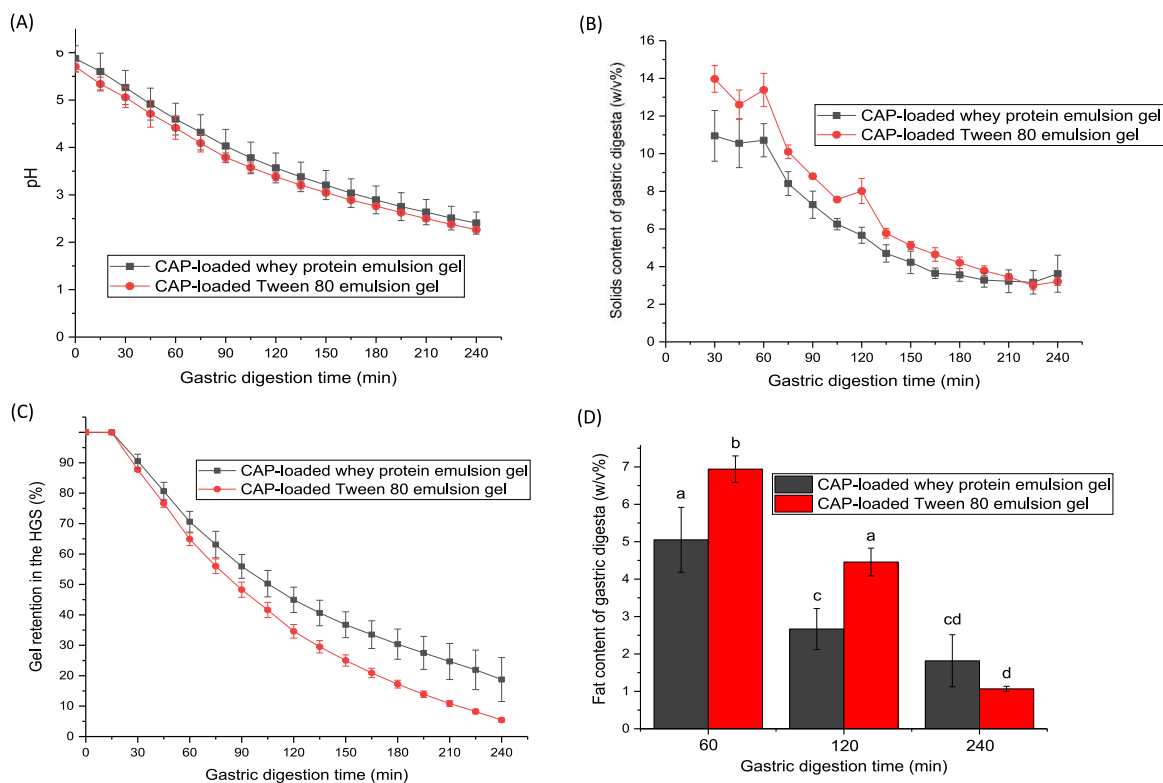 (A)
6
5
4
3
2
1
0
pH
CAP-loaded whey protein emulsion gel
CAP-loaded Tween 80 emulsion gel
0 30 60 90 120 150 180 210 240
Gastric digestion time (min)
(B)
16
14
12
10
8
6
4
2
0
Solids content of gastric digesta (w/v%)
CAP-loaded whey protein emulsion gel
CAP-loaded Tween 80 emulsion gel
0 30 60 90 120 150 180 210 240
Gastric digestion time (min)
(C)
90
80
70
60
50
40
30
20
10
0
Gel retention in the HGS (%)
CAP-loaded whey protein emulsion gel
CAP-loaded Tween 80 emulsion gel
0 30 60 90 120 150 180 210 240
Gastric digestion time (min)
(D)
7
6
5
4
3
2
1
0
Fat content of gastric digesta (w/v%)
CAP-loaded whey protein emulsion gel
CAP-loaded Tween 80 emulsion gel
a b
c a
cd d
60 120 240
Gastric digestion time (min)